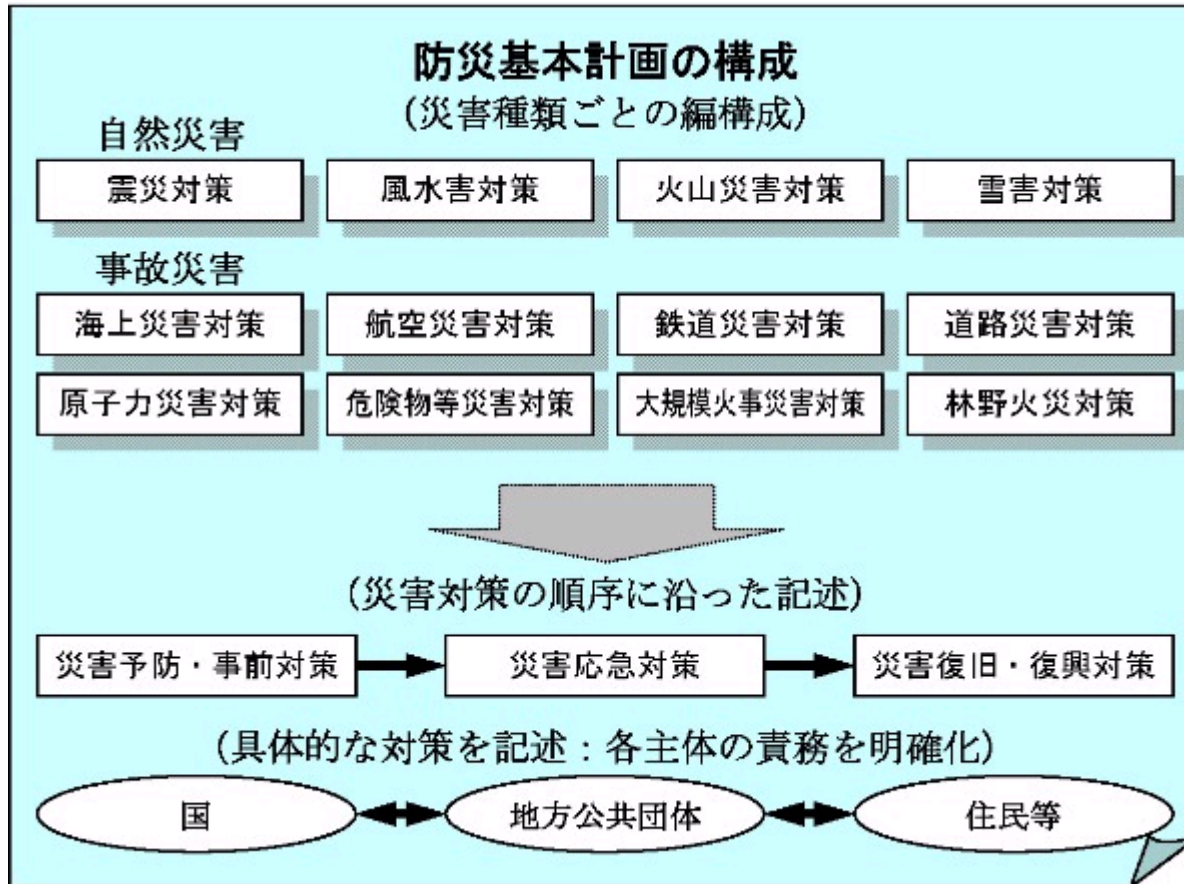 防災基本計画の構成
(災害種類ごとの編構成)
自然災害
震災対策 風水害対策 火山災害対策 雪害対策
事故災害
海上災害対策 航空災害対策 鉄道災害対策 道路災害対策
原子力災害対策 危険物等災害対策 大規模火事災害対策 林野火災対策
(災害対策の順序に沿った記述)
災害予防・事前対策 災害応急対策 災害復旧・復興対策
(具体的な対策を記述：各主体の責務を明確化)
国 地方公共団体 住民等